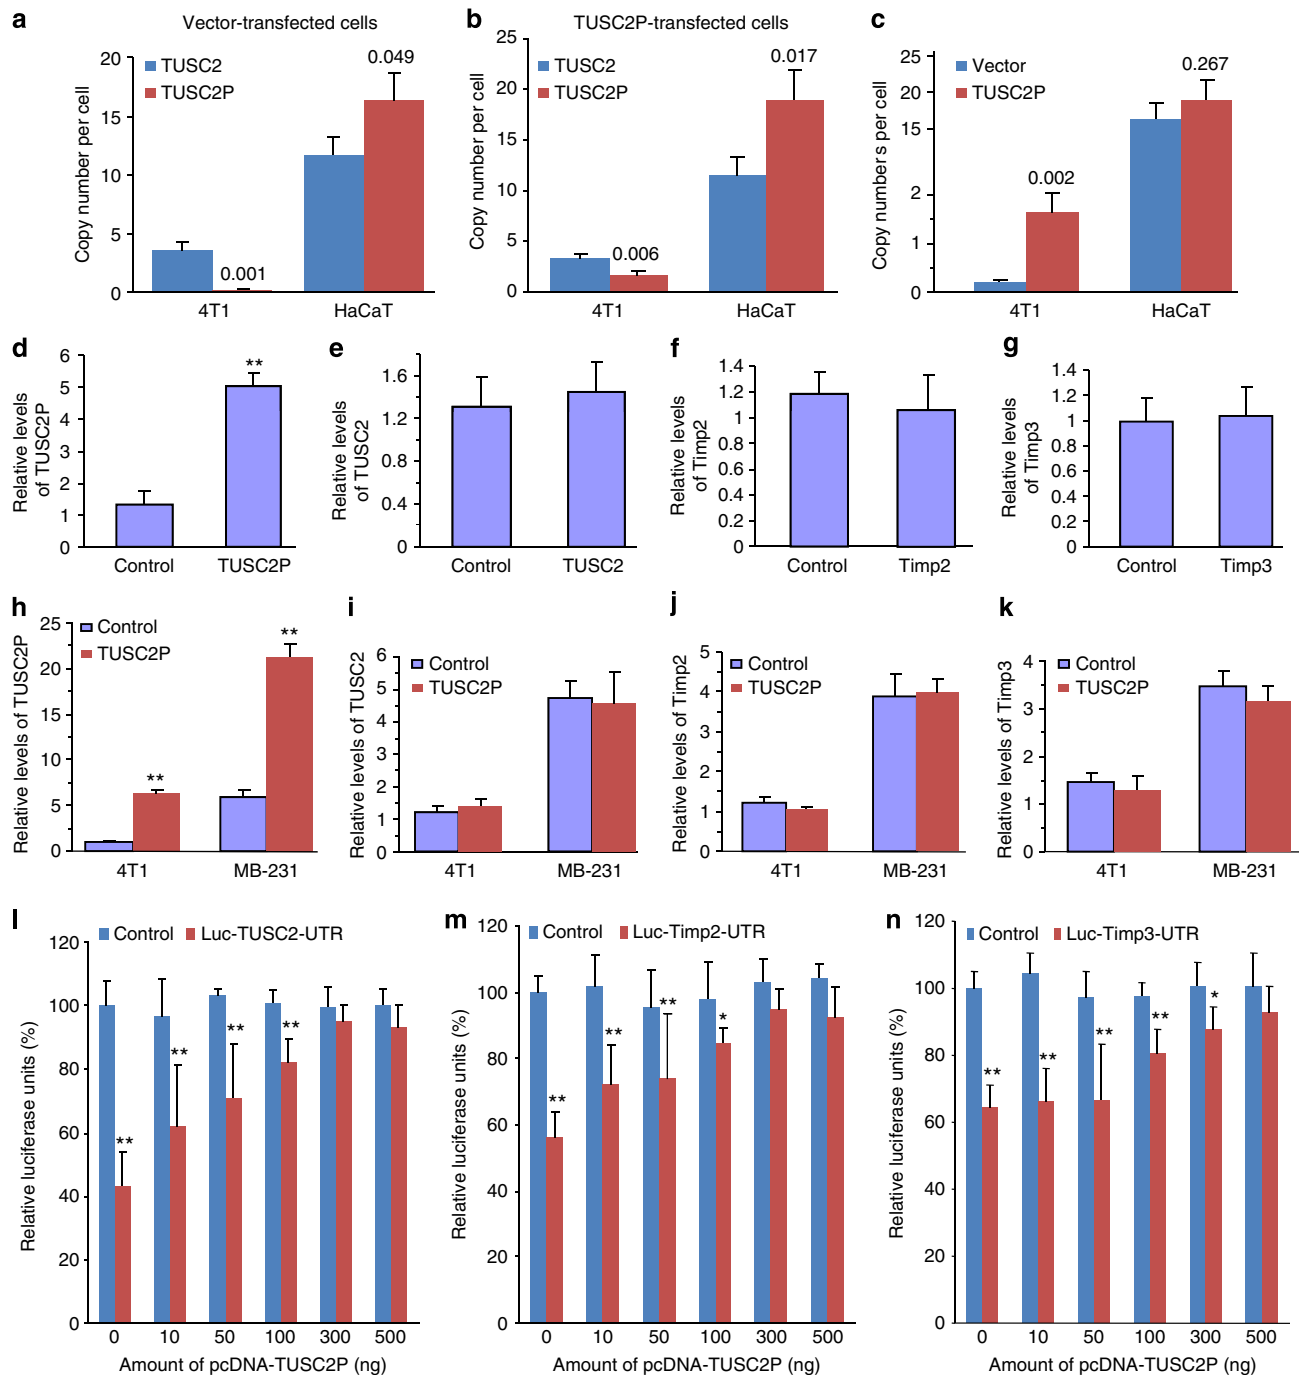 a
Vector-transfected cells
Copy number per cell
20
15
10
5
0
TUSC2
TUSC2P
0.001
0.049
4T1
HaCaT
b
TUSC2P-transfected cells
Copy number per cell
25
20
15
10
5
0
TUSC2
TUSC2P
0.006
0.017
4T1
HaCaT
c
Copy number s per cell
25
20
15
2
1
0
Vector
TUSC2P
0.002
0.267
4T1
HaCaT
d
Relative levels
of TUSC2P
6
5
4
3
2
1
0
**
Control
TUSC2P
e
Relative levels
of TUSC2
1.6
1.2
0.8
0.4
0
Control
TUSC2
f
Relative levels
of Timp2
1.4
1.2
1
0.8
0.6
0.4
0.2
0
Control
Timp2
g
Relative levels
of Timp3
1.4
1.2
1
0.8
0.6
0.4
0.2
0
Control
Timp3
h
Relative levels of TUSC2P
25
20
15
10
5
0
Control
TUSC2P
**
**
4T1
MB-231
i
Relative levels of TUSC2
6
5
4
3
2
1
0
Control
TUSC2P
4T1
MB-231
j
Relative levels of Timp2
5
4
3
2
1
0
Control
TUSC2P
4T1
MB-231
k
Relative levels of Timp3
4
3
2
1
0
Control
TUSC2P
4T1
MB-231
l
Relative luciferase units (%)
120
100
80
60
40
20
0
Control
Luc-TUSC2-UTR
**
**
**
**
0
10
50
100
300
500
Amount of pcDNA-TUSC2P (ng)
m
Relative luciferase units (%)
120
100
80
60
40
20
0
Control
Luc-Timp2-UTR
**
**
**
*
0
10
50
100
300
500
Amount of pcDNA-TUSC2P (ng)
n
Relative luciferase units (%)
120
100
80
60
40
20
0
Control
Luc-Timp3-UTR
**
**
**
**
*
0
10
50
100
300
500
Amount of pcDNA-TUSC2P (ng)